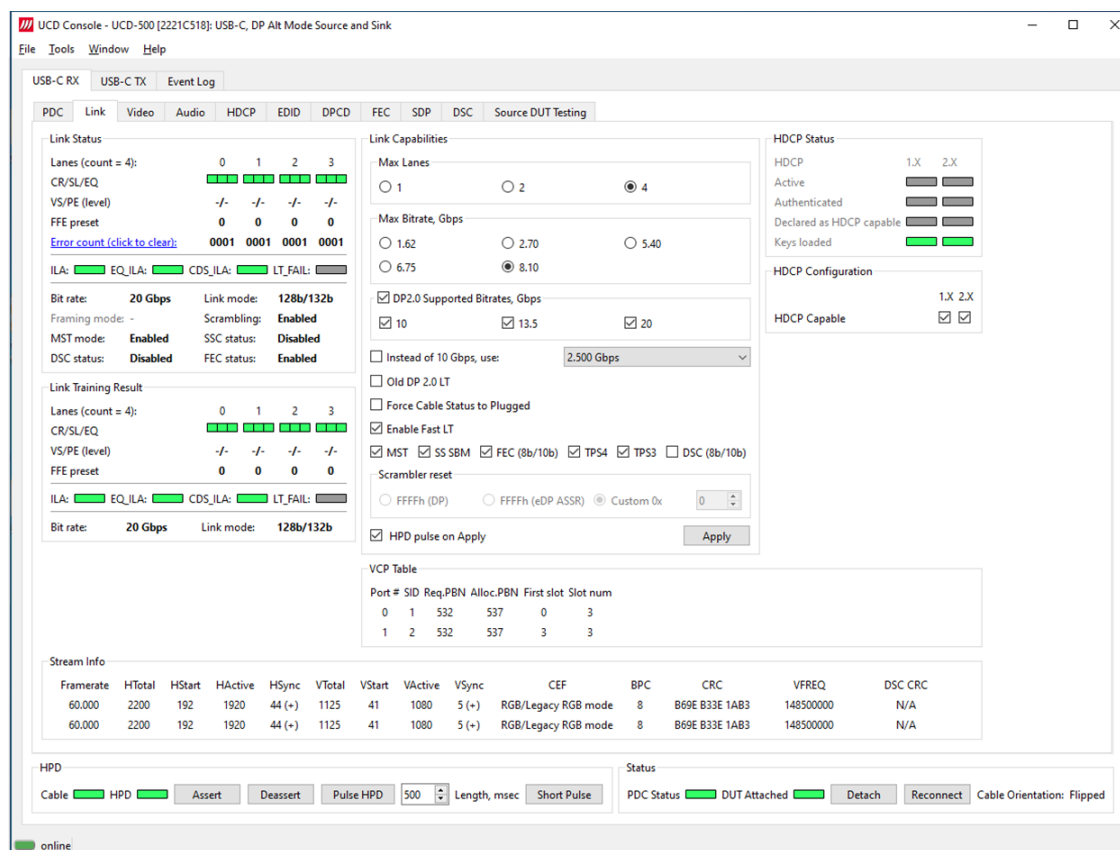 UCD Console - UCD-500 [2221C518]: USB-C, DP Alt Mode Source and Sink
File Tools Window Help
USB-C RX USB-C TX Event Log
PDC Link Video Audio HDCP EDID DPCD FEC SDP DSC Source DUT Testing
Link Status
Lanes (count = 4): 0 1 2 3
CR/SL/EQ
VS/PE (level) -/- -/- -/- -/-
FFE preset 0 0 0 0
Error count (click to clear): 0001 0001 0001 0001
ILA: EQ_ILA: CDS_ILA: LT_FAIL:
Bit rate: 20 Gbps Link mode: 128b/132b
Framing mode: - Scrambling: Enabled
MST mode: Enabled SSC status: Disabled
DSC status: Disabled FEC status: Enabled
Link Training Result
Lanes (count = 4): 0 1 2 3
CR/SL/EQ
VS/PE (level) -/- -/- -/- -/-
FFE preset 0 0 0 0
ILA: EQ_ILA: CDS_ILA: LT_FAIL:
Bit rate: 20 Gbps Link mode: 128b/132b
Link Capabilities
Max Lanes
1 2 4
Max Bitrate, Gbps
1.62 2.70 5.40
6.75 8.10
DP2.0 Supported Bitrates, Gbps
10 13.5 20
Instead of 10 Gbps, use: 2.500 Gbps
Old DP 2.0 LT
Force Cable Status to Plugged
Enable Fast LT
MST SS SBM FEC (8b/10b) TPS4 TPS3 DSC (8b/10b)
Scrambler reset
FFFFh (DP) FFFFh (eDP ASSR) Custom 0x 0
HPD pulse on Apply Apply
HDCP Status
HDCP 1.X 2.X
Active
Authenticated
Declared as HDCP capable
Keys loaded
HDCP Configuration
1.X 2.X
HDCP Capable
VCP Table
Port # SID Req.PBN Alloc.PBN First slot Slot num
0 1 532 537 0 3
1 2 532 537 3 3
Stream Info
Framerate HTotal HStart HActive HSync VTotal VStart VActive VSync CEF BPC CRC VFREQ DSC CRC
60.000 2200 192 1920 44 (+) 1125 41 1080 5 (+) RGB/Legacy RGB mode 8 B69E B33E 1AB3 148500000 N/A
60.000 2200 192 1920 44 (+) 1125 41 1080 5 (+) RGB/Legacy RGB mode 8 B69E B33E 1AB3 148500000 N/A
HPD
Cable HPD Assert Deassert Pulse HPD 500 Length, msec Short Pulse
Status
PDC Status DUT Attached Detach Reconnect Cable Orientation: Flipped
online